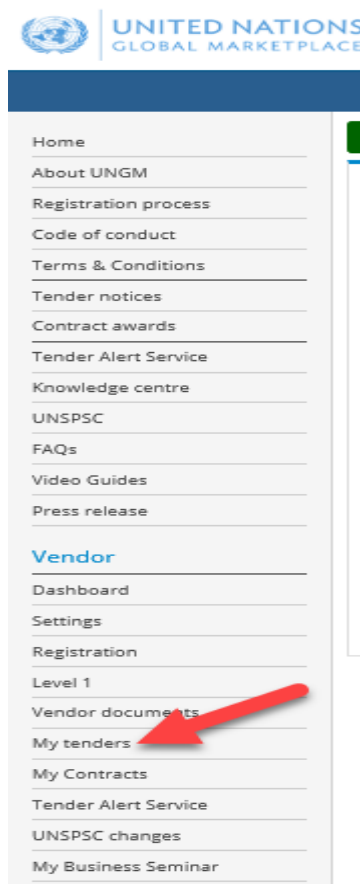 UNITED NATIONS
GLOBAL MARKETPLACE
Home
About UNGM
Registration process
Code of conduct
Terms & Conditions
Tender notices
Contract awards
Tender Alert Service
Knowledge centre
UNSPSC
FAQs
Video Guides
Press release
Vendor
Dashboard
Settings
Registration
Level 1
Vendor documents
My tenders
My Contracts
Tender Alert Service
UNSPSC changes
My Business Seminar